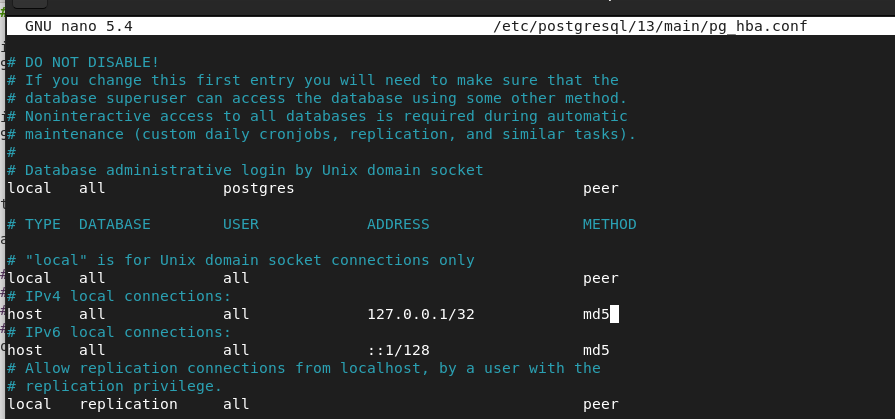 GNU nano 5.4 /etc/postgresql/13/main/pg_hba.conf
# DO NOT DISABLE!
# If you change this first entry you will need to make sure that the
# database superuser can access the database using some other method.
# Noninteractive access to all databases is required during automatic
# maintenance (custom daily cronjobs, replication, and similar tasks).
#
# Database administrative login by Unix domain socket
local all postgres peer
# TYPE DATABASE USER ADDRESS METHOD
# "local" is for Unix domain socket connections only
local all all peer
# IPv4 local connections:
host all all 127.0.0.1/32 md5
# IPv6 local connections:
host all all ::1/128 md5
# Allow replication connections from localhost, by a user with the
# replication privilege.
local replication all peer